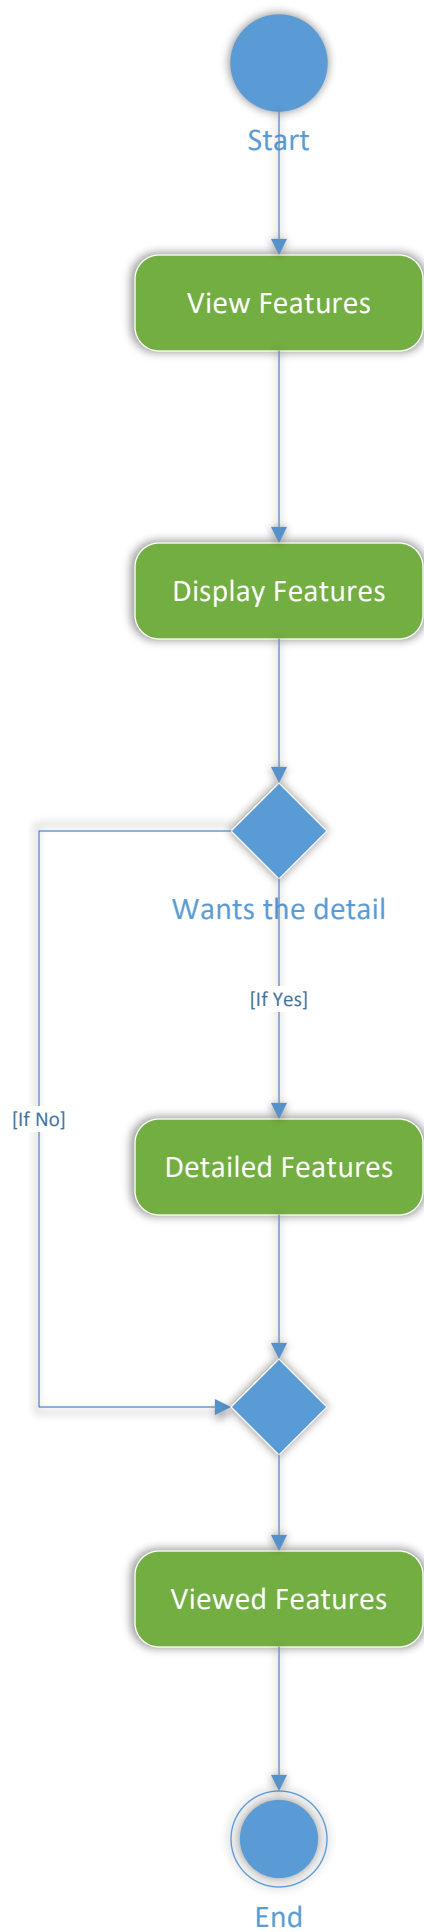 Start
View Features
Display Features
Wants the detail
[If Yes]
[If No]
Detailed Features
Viewed Features
End